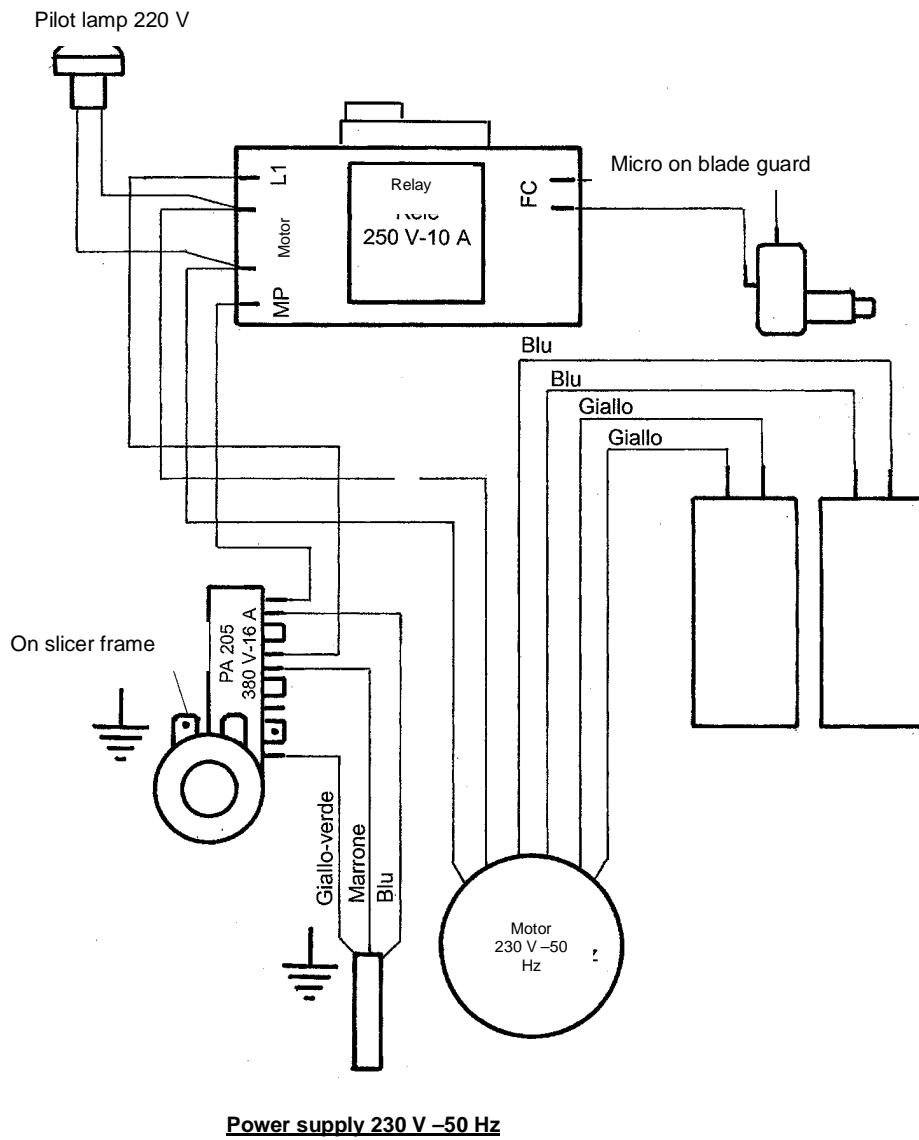 Pilot lamp 220 V
L1
Motor
MP
Relay
250 V-10 A
FC
Micro on blade guard
Blu
Blu
Giallo
Giallo
On slicer frame
PA 205
380 V-16 A
Giallo-verde
Marrone
Blu
Motor
230 V –50
Hz
Power supply 230 V –50 Hz